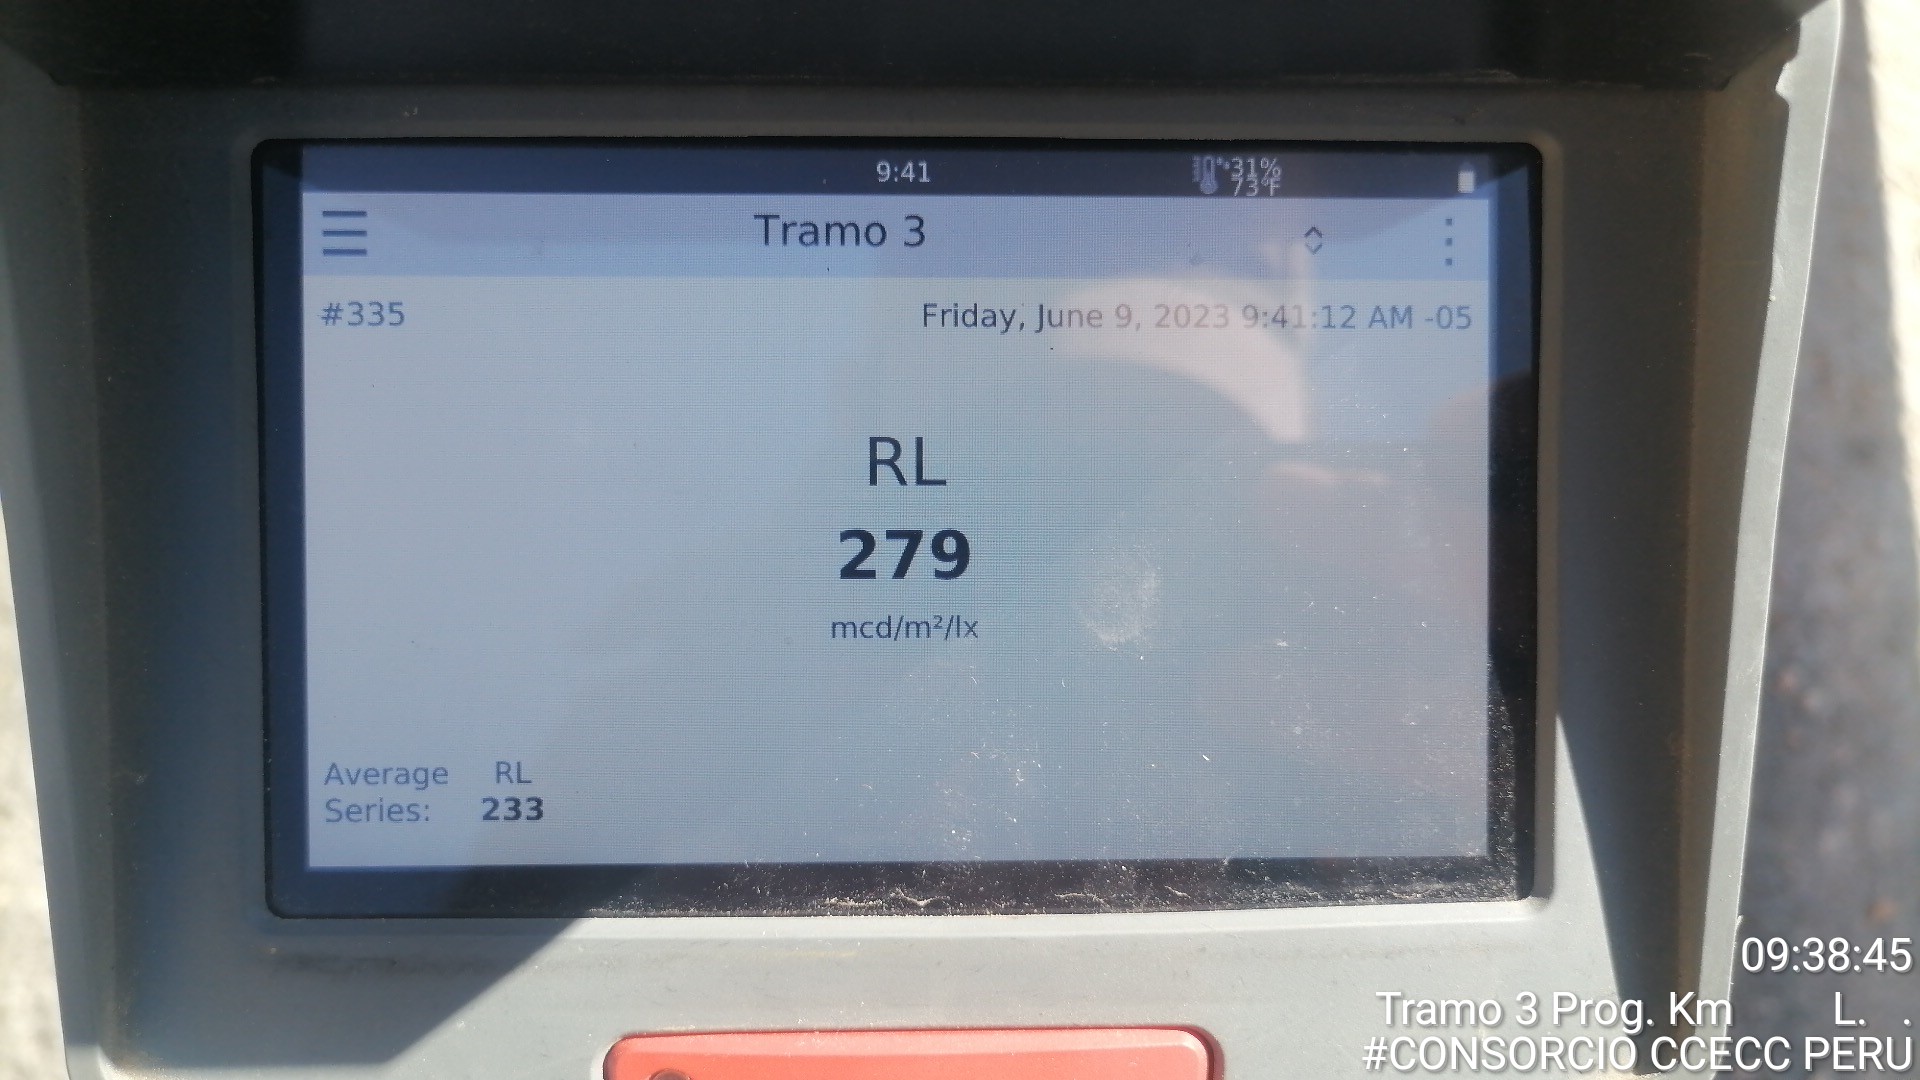 9:41
31%
73°F
Tramo 3
#335
Friday, June 9, 2023 9:41:12 AM -05
RL
279
mcd/m²/lx
Average RL
Series: 233
09:38:45
Tramo 3 Prog. Km L. .
#CONSORCIO CCECC PERU